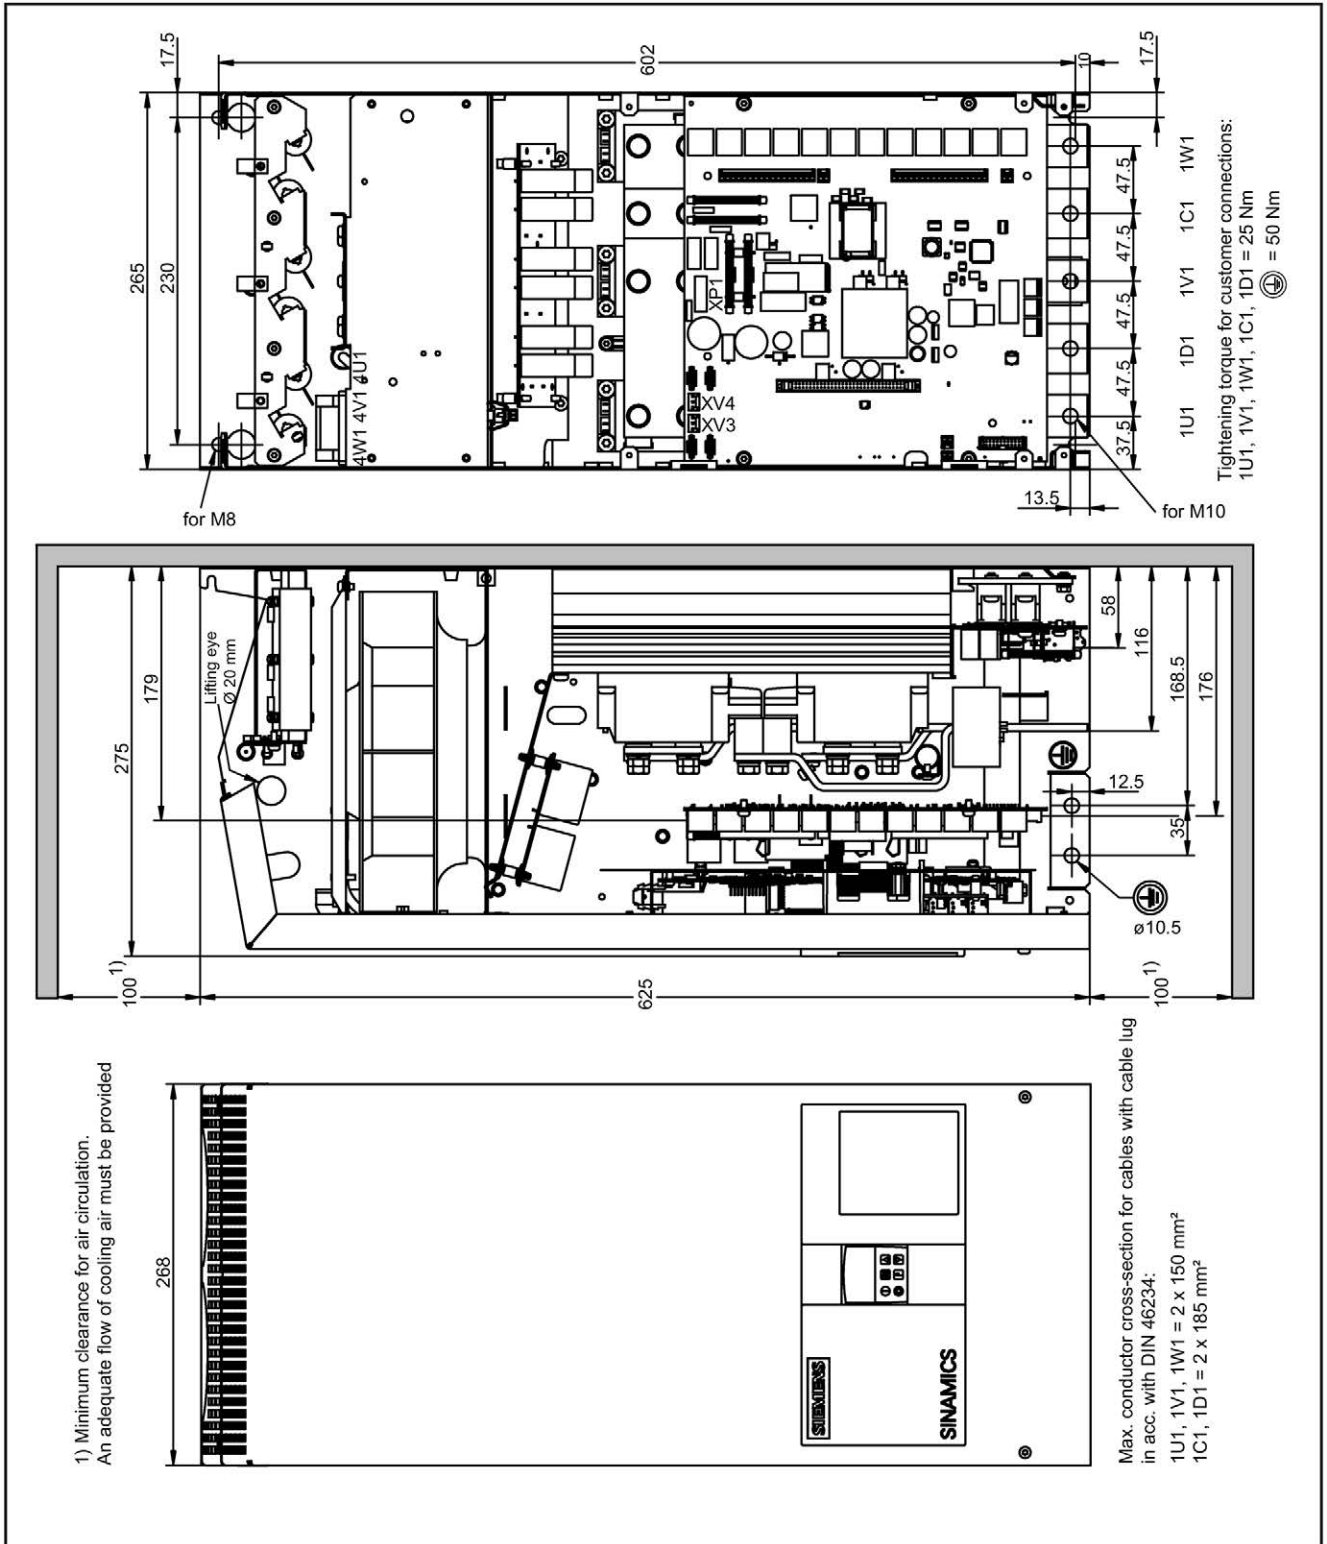 17.5
602
10
17.5
265
230
4W1 4V1 4U1
XP1
XV4
XV3
47.5
47.5
47.5
47.5
37.5
1U1
1D1
1V1
1C1
1W1
Tightening torque for customer connections:
1U1, 1V1, 1W1, 1C1, 1D1 = 25 Nm
= 50 Nm
for M8
13.5
for M10
Lifting eye
Ø 20 mm
179
275
58
116
168.5
176
12.5
35
ø10.5
100 1)
625
100 1)
1) Minimum clearance for air circulation.
An adequate flow of cooling air must be provided
268
SIEMENS
SINAMICS
Max. conductor cross-section for cables with cable lug
in acc. with DIN 46234:
1U1, 1V1, 1W1 = 2 x 150 mm²
1C1, 1D1 = 2 x 185 mm²